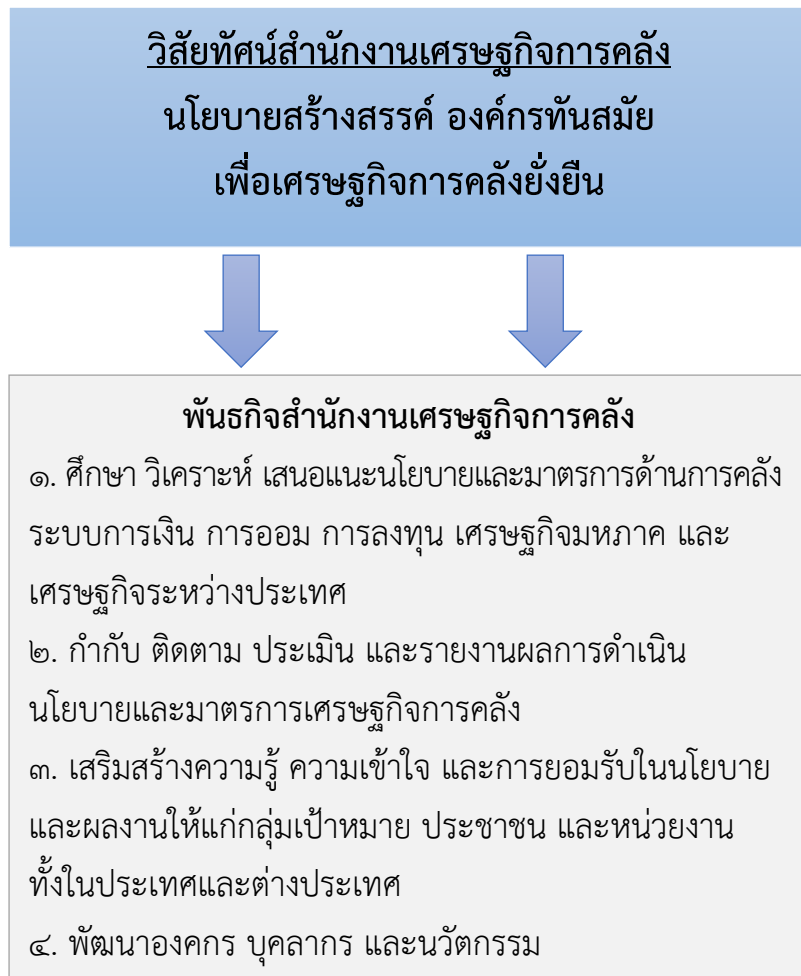 วิสัยทัศน์สำนักงานเศรษฐกิจการคลัง
นโยบายสร้างสรรค์ องค์กรทันสมัย
เพื่อเศรษฐกิจการคลังยั่งยืน
พันธกิจสำนักงานเศรษฐกิจการคลัง
๑. ศึกษา วิเคราะห์ เสนอแนะนโยบายและมาตรการด้านการคลัง
ระบบการเงิน การออม การลงทุน เศรษฐกิจมหภาค และ
เศรษฐกิจระหว่างประเทศ
๒. กำกับ ติดตาม ประเมิน และรายงานผลการดำเนิน
นโยบายและมาตรการเศรษฐกิจการคลัง
๓. เสริมสร้างความรู้ ความเข้าใจ และการยอมรับในนโยบาย
และผลงานให้แก่กลุ่มเป้าหมาย ประชาชน และหน่วยงาน
ทั้งในประเทศและต่างประเทศ
๔. พัฒนาองคกร บุคลากร และนวัตกรรม